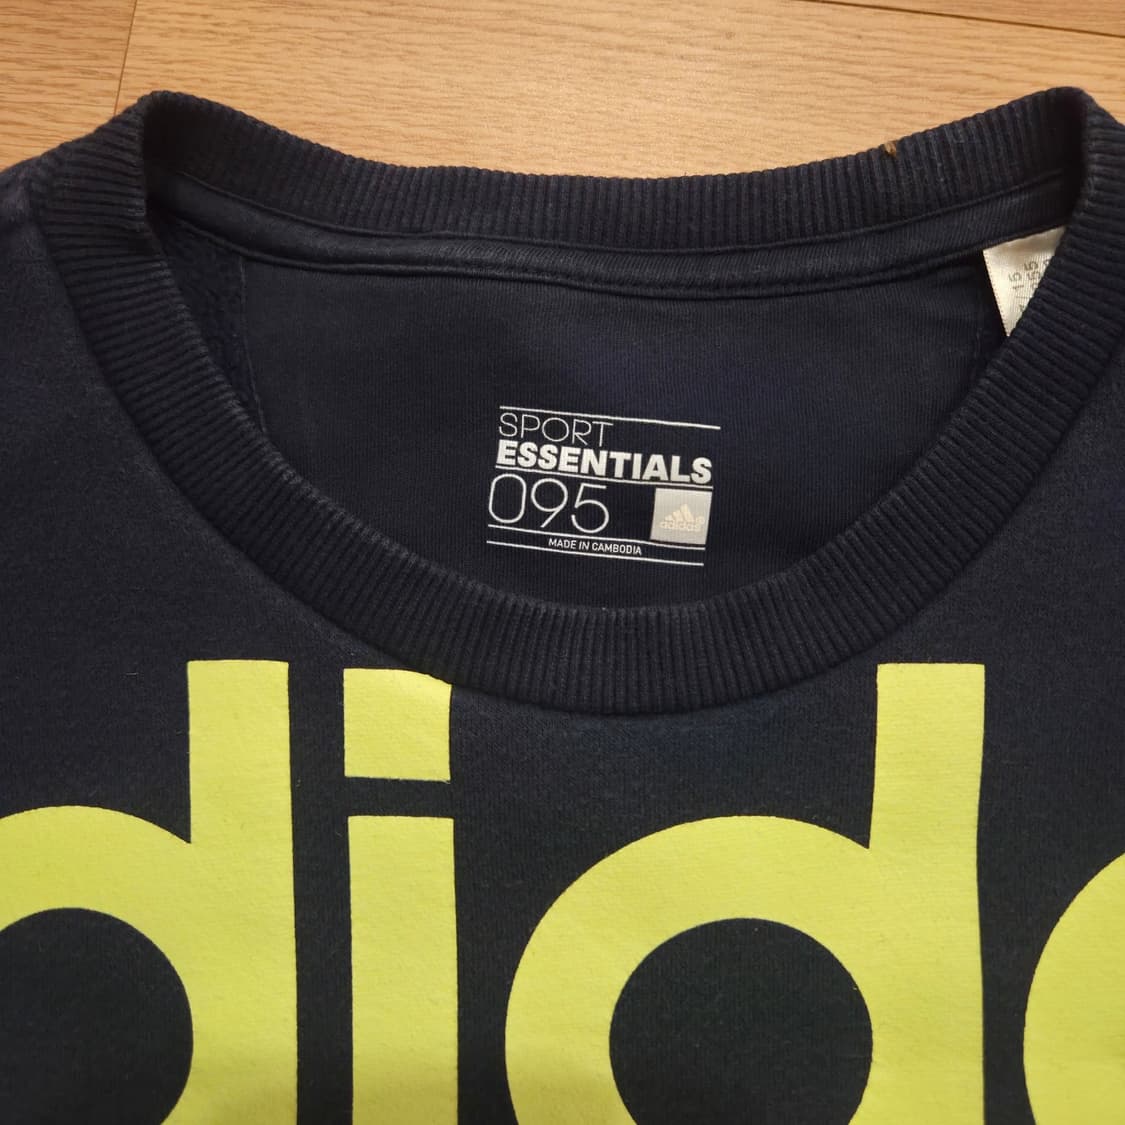 SPORT
ESSENTIALS
095
adidas®
MADE IN CAMBODIA
dida